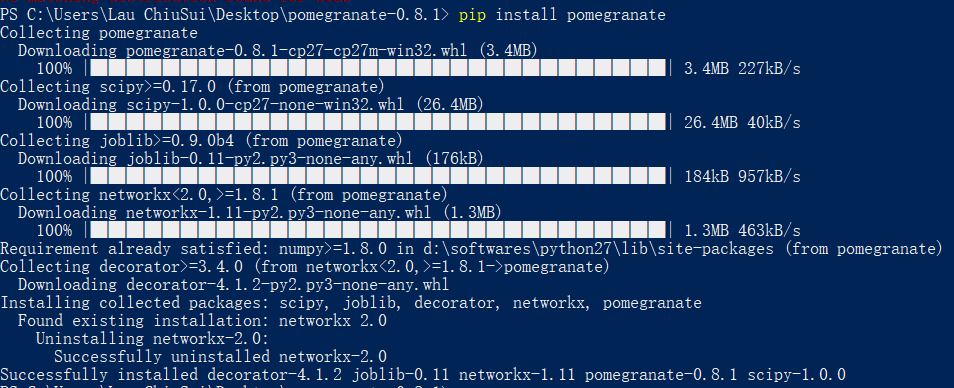 PS C:\Users\Lau ChiuSui\Desktop\pomegranate-0.8.1> pip install pomegranate
Collecting pomegranate
  Downloading pomegranate-0.8.1-cp27-cp27m-win32.whl (3.4MB)
    100% |████████████████████████████████| 3.4MB 227kB/s
Collecting scipy>=0.17.0 (from pomegranate)
  Downloading scipy-1.0.0-cp27-none-win32.whl (26.4MB)
    100% |████████████████████████████████| 26.4MB 40kB/s
Collecting joblib>=0.9.0b4 (from pomegranate)
  Downloading joblib-0.11-py2.py3-none-any.whl (176kB)
    100% |████████████████████████████████| 184kB 957kB/s
Collecting networkx<2.0,>=1.8.1 (from pomegranate)
  Downloading networkx-1.11-py2.py3-none-any.whl (1.3MB)
    100% |████████████████████████████████| 1.3MB 463kB/s
Requirement already satisfied: numpy>=1.8.0 in d:\softwares\python27\lib\site-packages (from pomegranate)
Collecting decorator>=3.4.0 (from networkx<2.0,>=1.8.1->pomegranate)
  Downloading decorator-4.1.2-py2.py3-none-any.whl
Installing collected packages: scipy, joblib, decorator, networkx, pomegranate
  Found existing installation: networkx 2.0
    Uninstalling networkx-2.0:
      Successfully uninstalled networkx-2.0
Successfully installed decorator-4.1.2 joblib-0.11 networkx-1.11 pomegranate-0.8.1 scipy-1.0.0